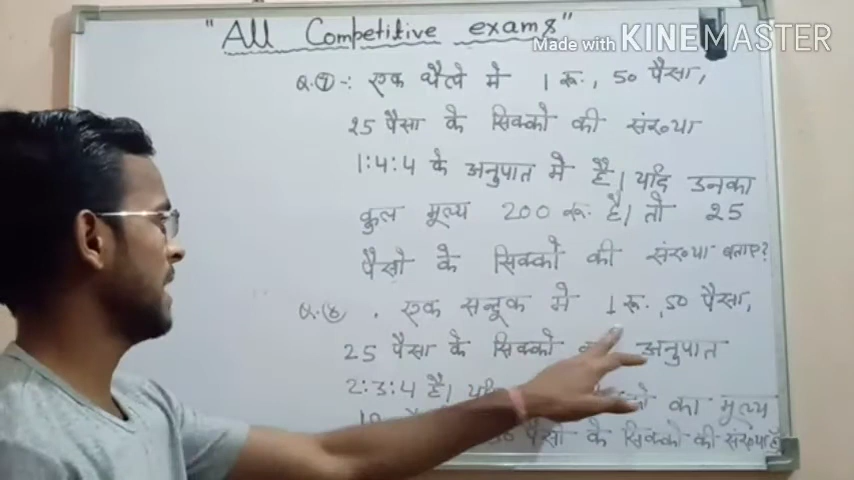 "All Competitive exams"
Made with KINEMASTER
Q.⑦ -: एक थैले मे 1 रू., 50 पैसा,
25 पैसा के सिक्को की संख्या
1:4:4 के अनुपात मे है। यदि उनका
कुल मूल्य 200 रू. है। तो 25
पैसो के सिक्को की संख्या बताए?
एक सन्दूक मे 1 रू., 50 पैसा,
25 पैसा के सिक्को अनुपात
2:3:4 है। यदि का मूल्य
पैसो के सिक्को की संख्या